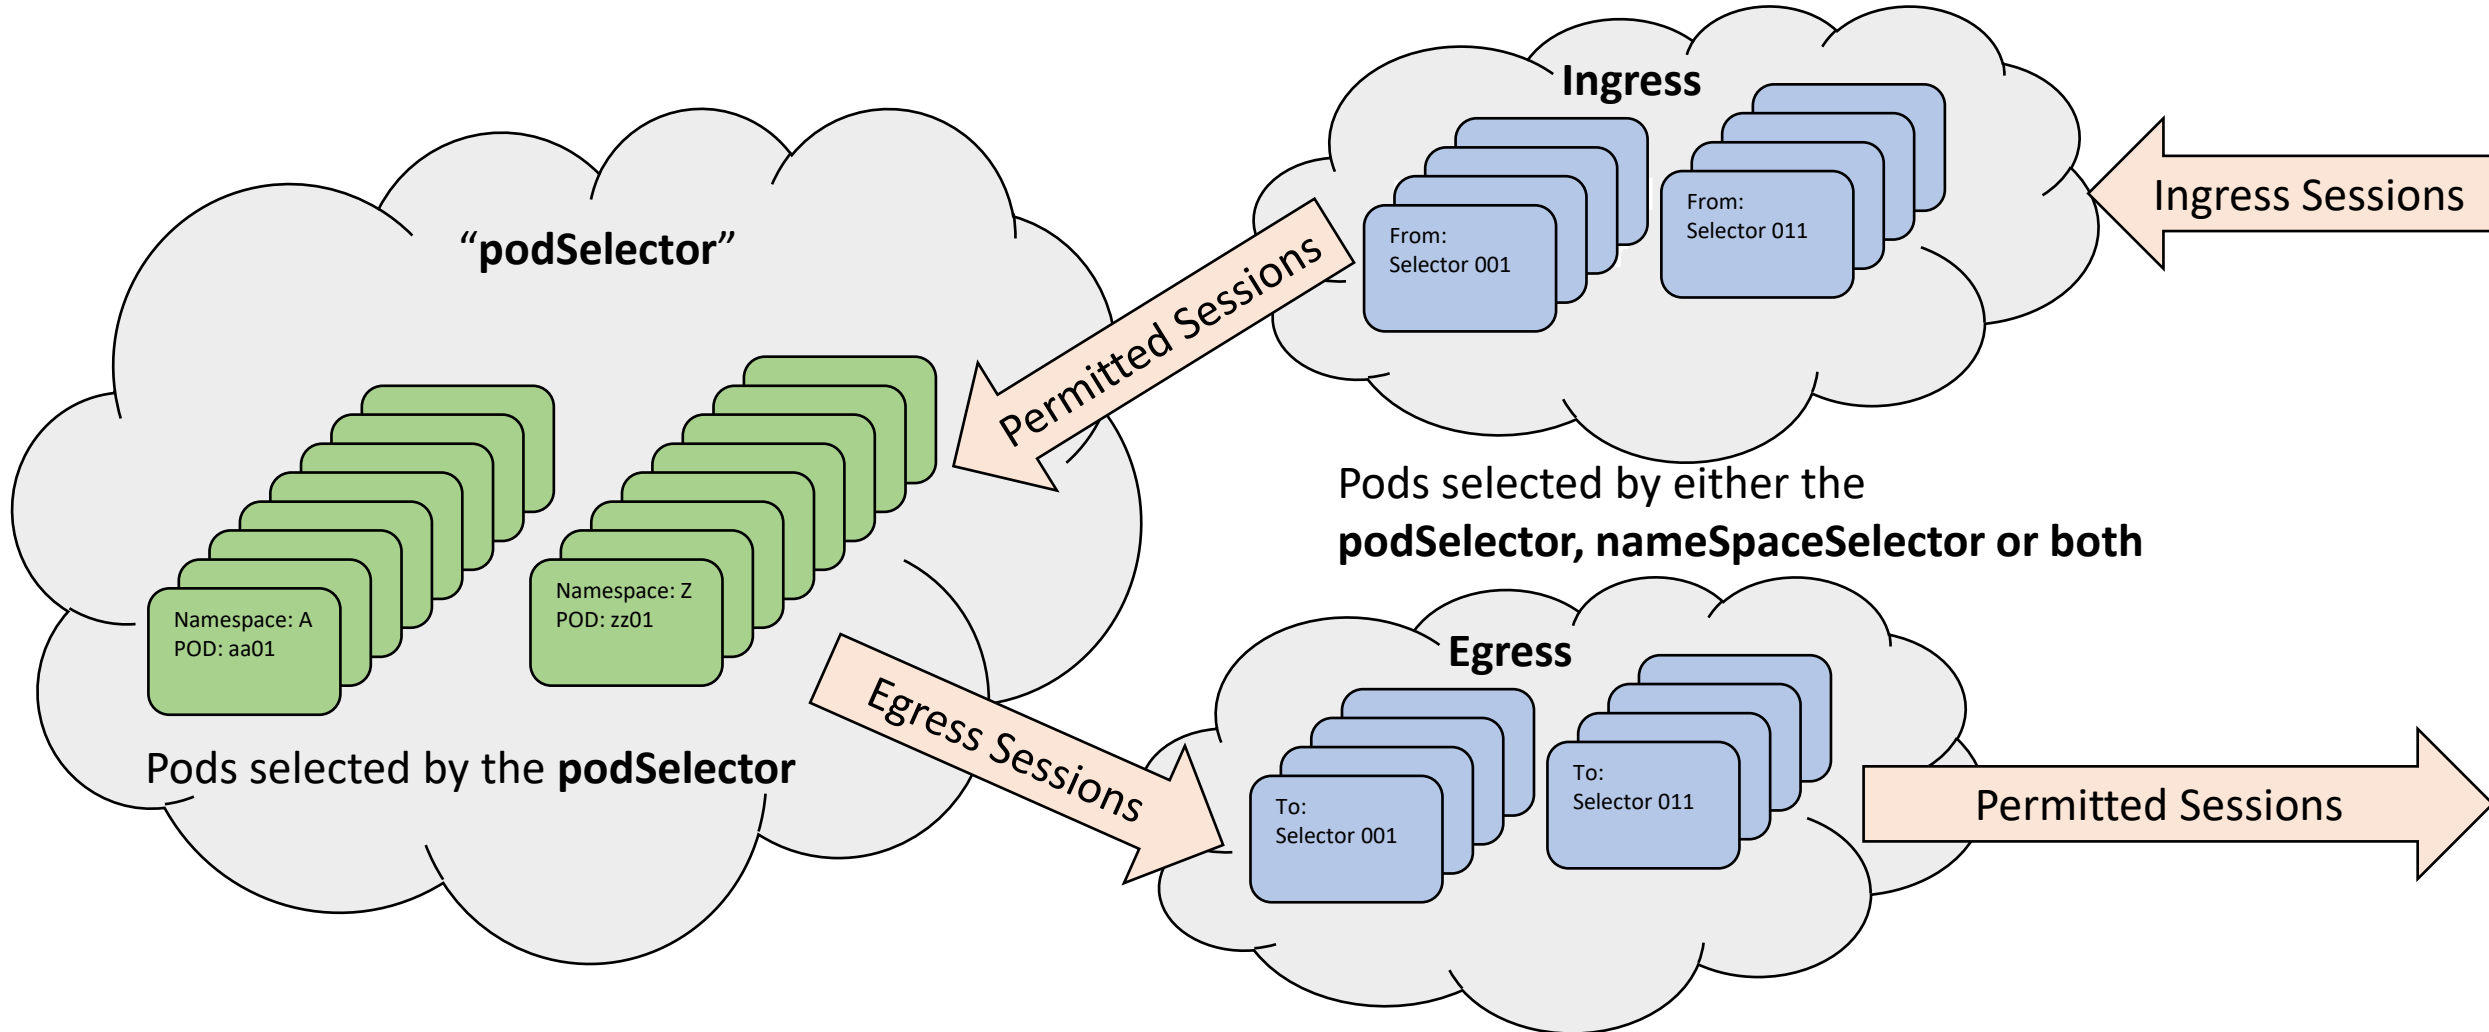 “podSelector”
Namespace: A
POD: aa01
Namespace: Z
POD: zz01
Pods selected by the podSelector
Permitted Sessions
Egress Sessions
Ingress
From:
Selector 001
From:
Selector 011
Ingress Sessions
Pods selected by either the
podSelector, nameSpaceSelector or both
Egress
To:
Selector 001
To:
Selector 011
Permitted Sessions